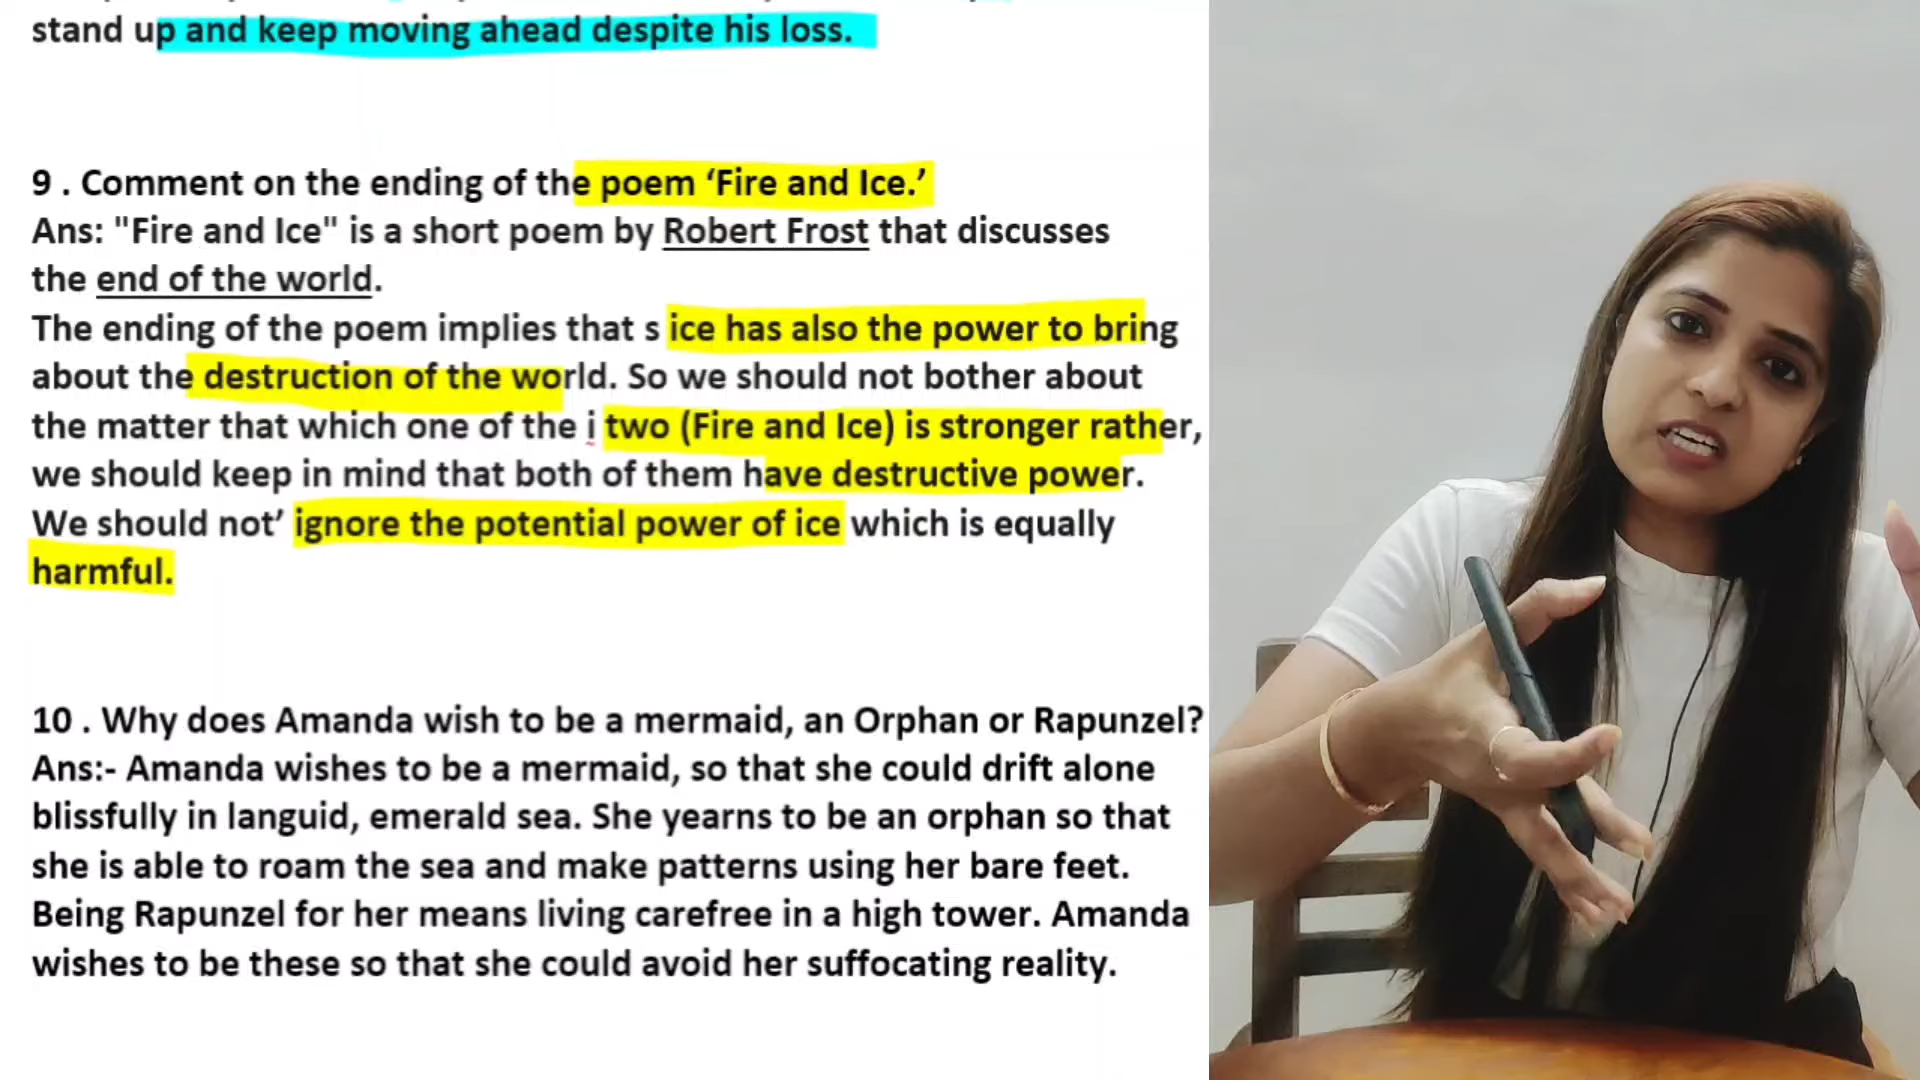 stand up and keep moving ahead despite his loss.
9 . Comment on the ending of the poem ‘Fire and Ice.’
Ans: "Fire and Ice" is a short poem by Robert Frost that discusses
the end of the world.
The ending of the poem implies that s ice has also the power to bring
about the destruction of the world. So we should not bother about
the matter that which one of the i two (Fire and Ice) is stronger rather,
we should keep in mind that both of them have destructive power.
We should not’ ignore the potential power of ice which is equally
harmful.
10 . Why does Amanda wish to be a mermaid, an Orphan or Rapunzel?
Ans:- Amanda wishes to be a mermaid, so that she could drift alone
blissfully in languid, emerald sea. She yearns to be an orphan so that
she is able to roam the sea and make patterns using her bare feet.
Being Rapunzel for her means living carefree in a high tower. Amanda
wishes to be these so that she could avoid her suffocating reality.